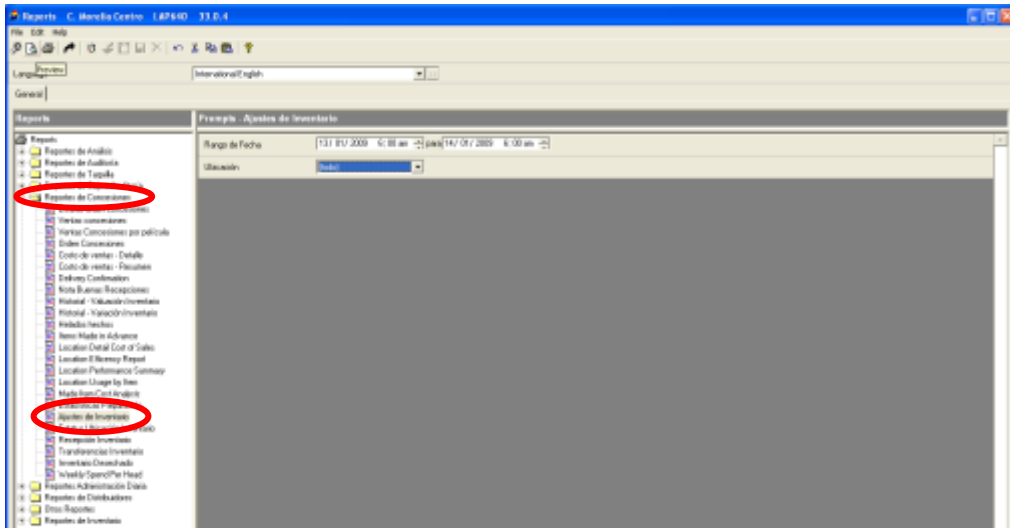 Reports C. Morelia Centro LAP640 33.0.4
File Edit Help
Preview
International English
General
Reports
Prompts - Ajustes de Inventario
Reports
Reportes de Análisis
Reportes de Auditoría
Reportes de Taquilla
Reportes de
Reportes de Concesiones
Concesiones
Ventas concesiones
Ventas Concesiones por película
Orden Concesiones
Costo de ventas - Detalle
Costo de ventas - Resumen
Delivery Confirmation
Nota Buenas Recepciones
Historial - Valuación Inventario
Historial - Variación Inventario
Helados hechos
Items Made in Advance
Location Detail Cost of Sales
Location Efficiency Report
Location Performance Summary
Location Usage by Item
Made Item Cost Analysis
Ajustes de Inventario
Recepción Inventario
Transferencias Inventario
Inventario Desechado
Weekly Spend Per Head
Reportes Administración Diaria
Reportes de Distribuidores
Otros Reportes
Reportes de Inventario
Rango de Fecha 13/01/2009 6:00 am para 14/01/2009 6:00 am
Ubicación